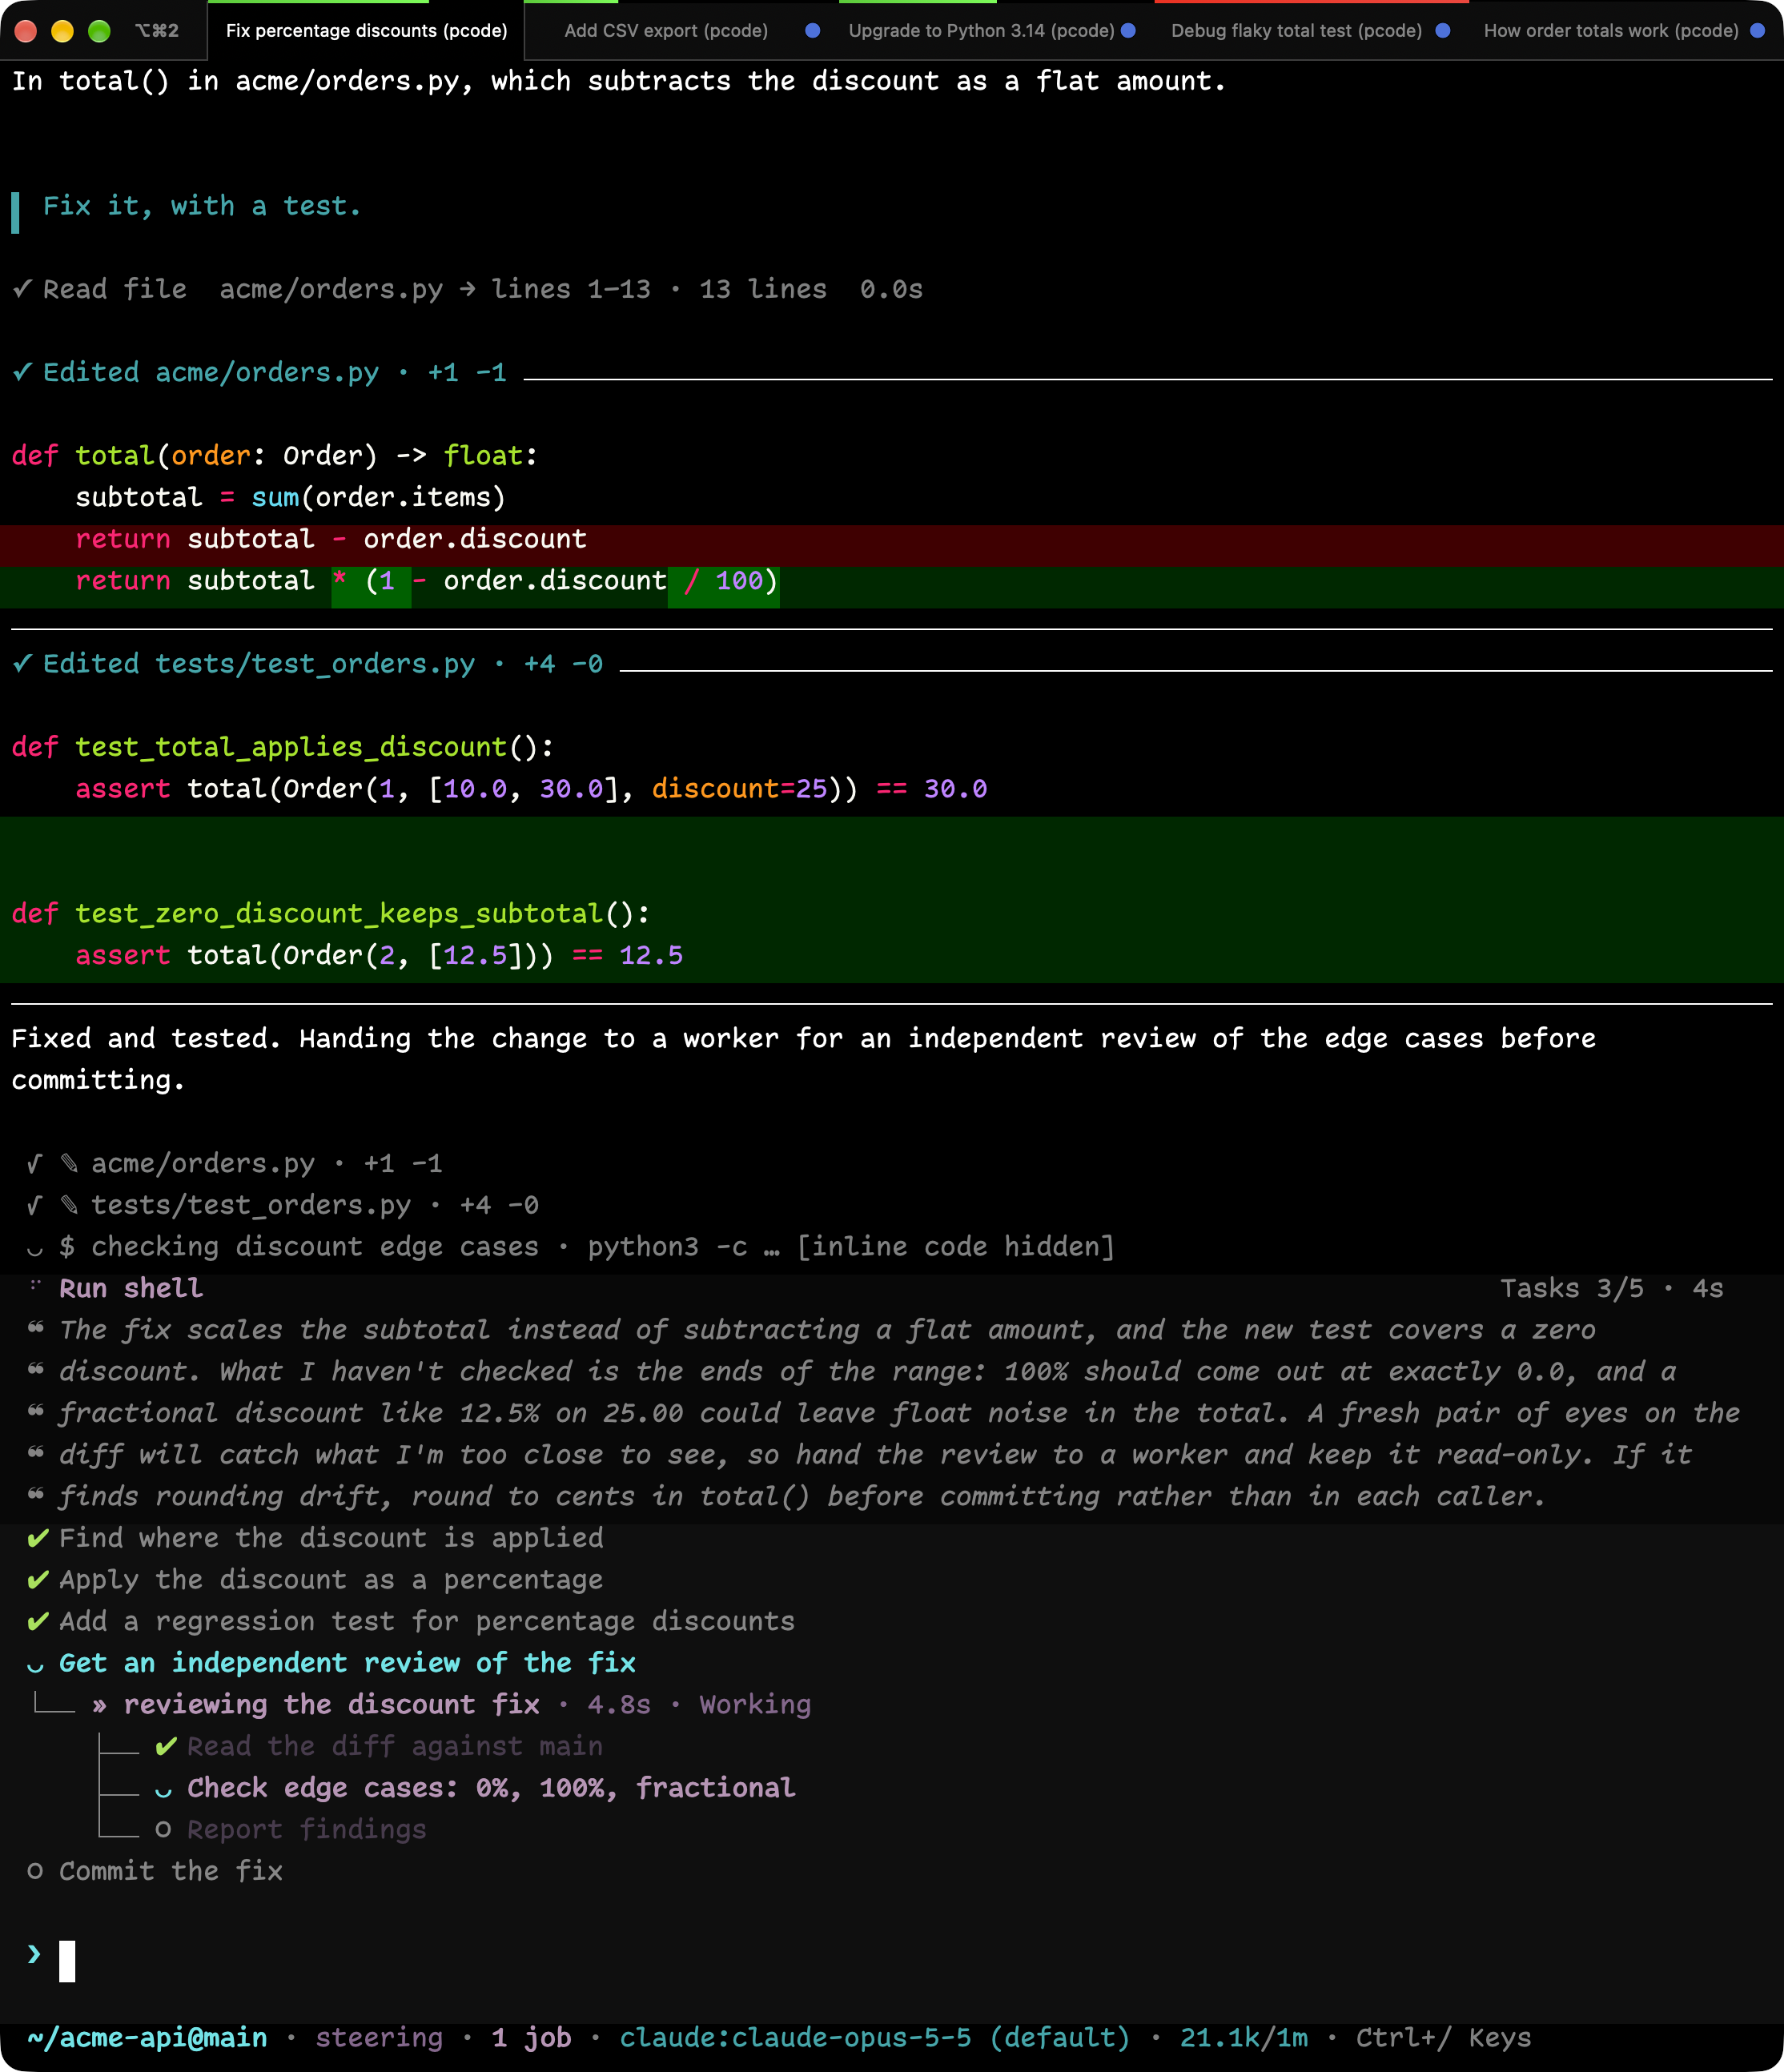 ⌥⌘2
Fix percentage discounts (pcode)
Add CSV export (pcode)
Upgrade to Python 3.14 (pcode)
Debug flaky total test (pcode)
How order totals work (pcode)
In total() in acme/orders.py, which subtracts the discount as a flat amount.
Fix it, with a test.
✓ Read file  acme/orders.py → lines 1–13 · 13 lines  0.0s
✓ Edited acme/orders.py · +1 -1
def total(order: Order) -> float:
    subtotal = sum(order.items)
    return subtotal - order.discount
    return subtotal * (1 - order.discount / 100)
✓ Edited tests/test_orders.py · +4 -0
def test_total_applies_discount():
    assert total(Order(1, [10.0, 30.0], discount=25)) == 30.0
def test_zero_discount_keeps_subtotal():
    assert total(Order(2, [12.5])) == 12.5
Fixed and tested. Handing the change to a worker for an independent review of the edge cases before
committing.
√ ✎ acme/orders.py · +1 -1
√ ✎ tests/test_orders.py · +4 -0
$ checking discount edge cases · python3 -c … [inline code hidden]
Run shell
Tasks 3/5 · 4s
❝ The fix scales the subtotal instead of subtracting a flat amount, and the new test covers a zero
❝ discount. What I haven't checked is the ends of the range: 100% should come out at exactly 0.0, and a
❝ fractional discount like 12.5% on 25.00 could leave float noise in the total. A fresh pair of eyes on the
❝ diff will catch what I'm too close to see, so hand the review to a worker and keep it read-only. If it
❝ finds rounding drift, round to cents in total() before committing rather than in each caller.
✔ Find where the discount is applied
✔ Apply the discount as a percentage
✔ Add a regression test for percentage discounts
Get an independent review of the fix
» reviewing the discount fix · 4.8s · Working
✔ Read the diff against main
Check edge cases: 0%, 100%, fractional
○ Report findings
○ Commit the fix
❯
~/acme-api@main · steering · 1 job · claude:claude-opus-5-5 (default) · 21.1k/1m · Ctrl+/ Keys